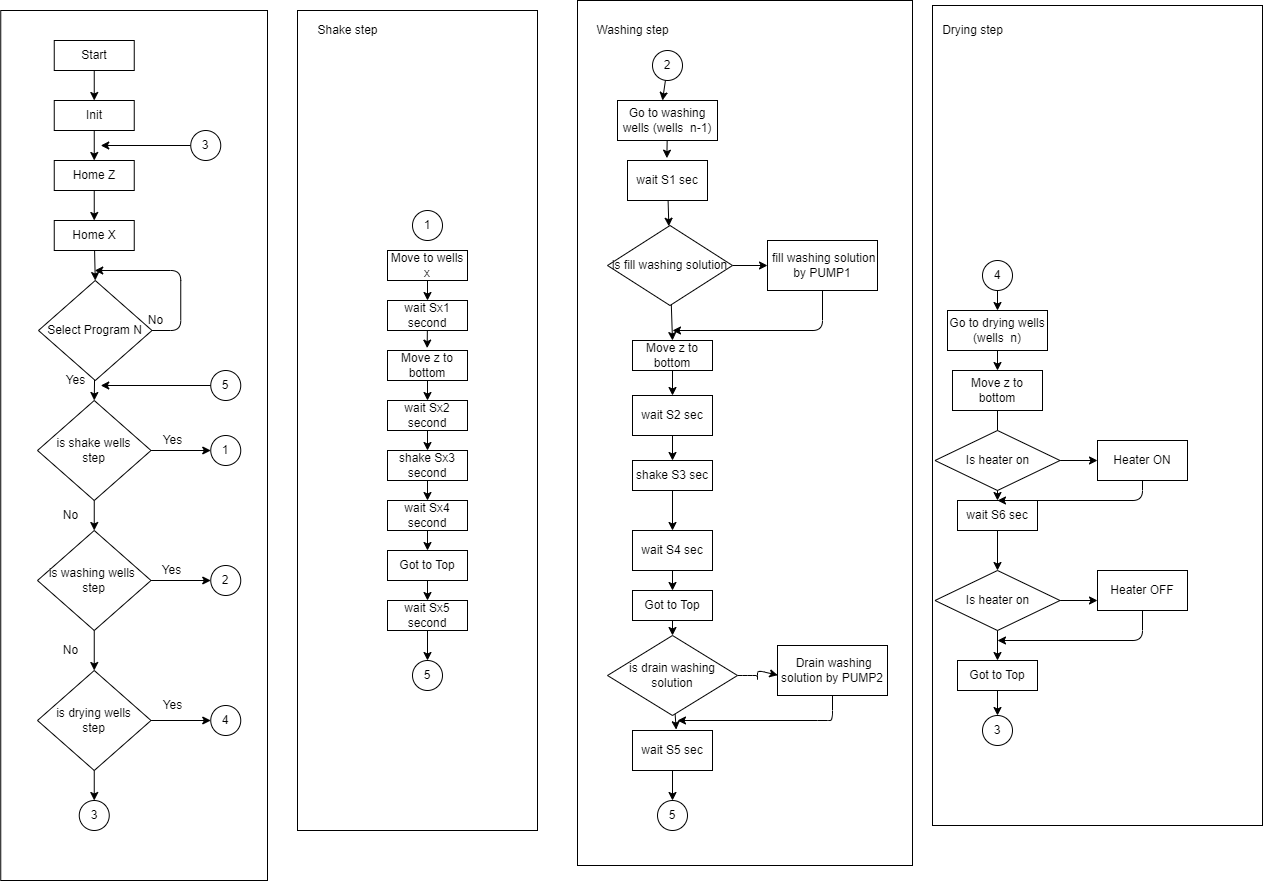 Start
Init
3
Home Z
Home X
No
Select Program N
Yes
5
is shake wells
step
Yes
1
No
is washing wells
step
Yes
2
No
is drying wells
step
Yes
4
3
Shake step
1
Move to wells
x
wait Sx1
second
Move z to
bottom
wait Sx2
second
shake Sx3
second
wait Sx4
second
Got to Top
wait Sx5
second
5
Washing step
2
Go to washing
wells (wells n-1)
wait S1 sec
Is fill washing solution
fill washing solution
by PUMP1
Move z to
bottom
wait S2 sec
shake S3 sec
wait S4 sec
Got to Top
is drain washing
solution
Drain washing
solution by PUMP2
wait S5 sec
5
Drying step
4
Go to drying wells
(wells n)
Move z to
bottom
Is heater on
Heater ON
wait S6 sec
Is heater on
Heater OFF
Got to Top
3